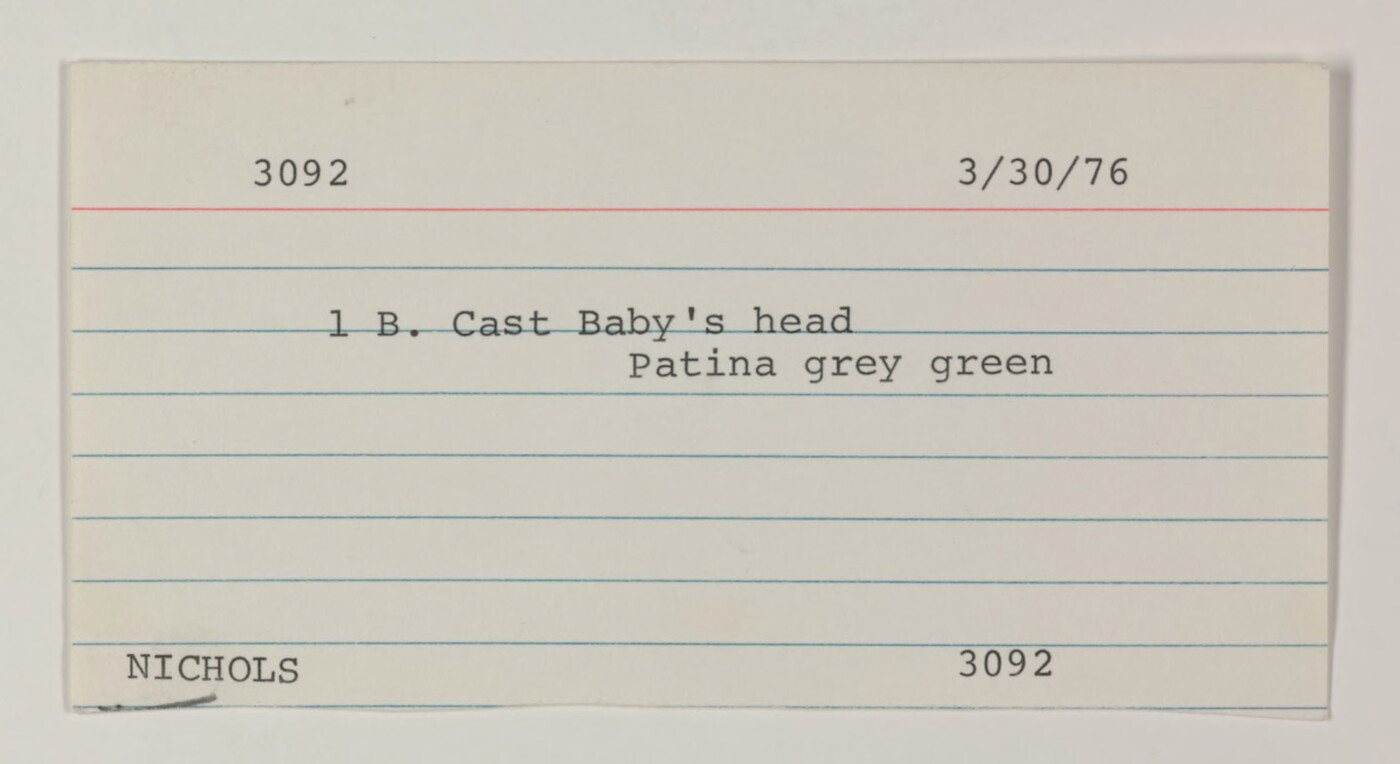 3092 3/30/76
1 B. Cast Baby's head
Patina grey green
NICHOLS 3092